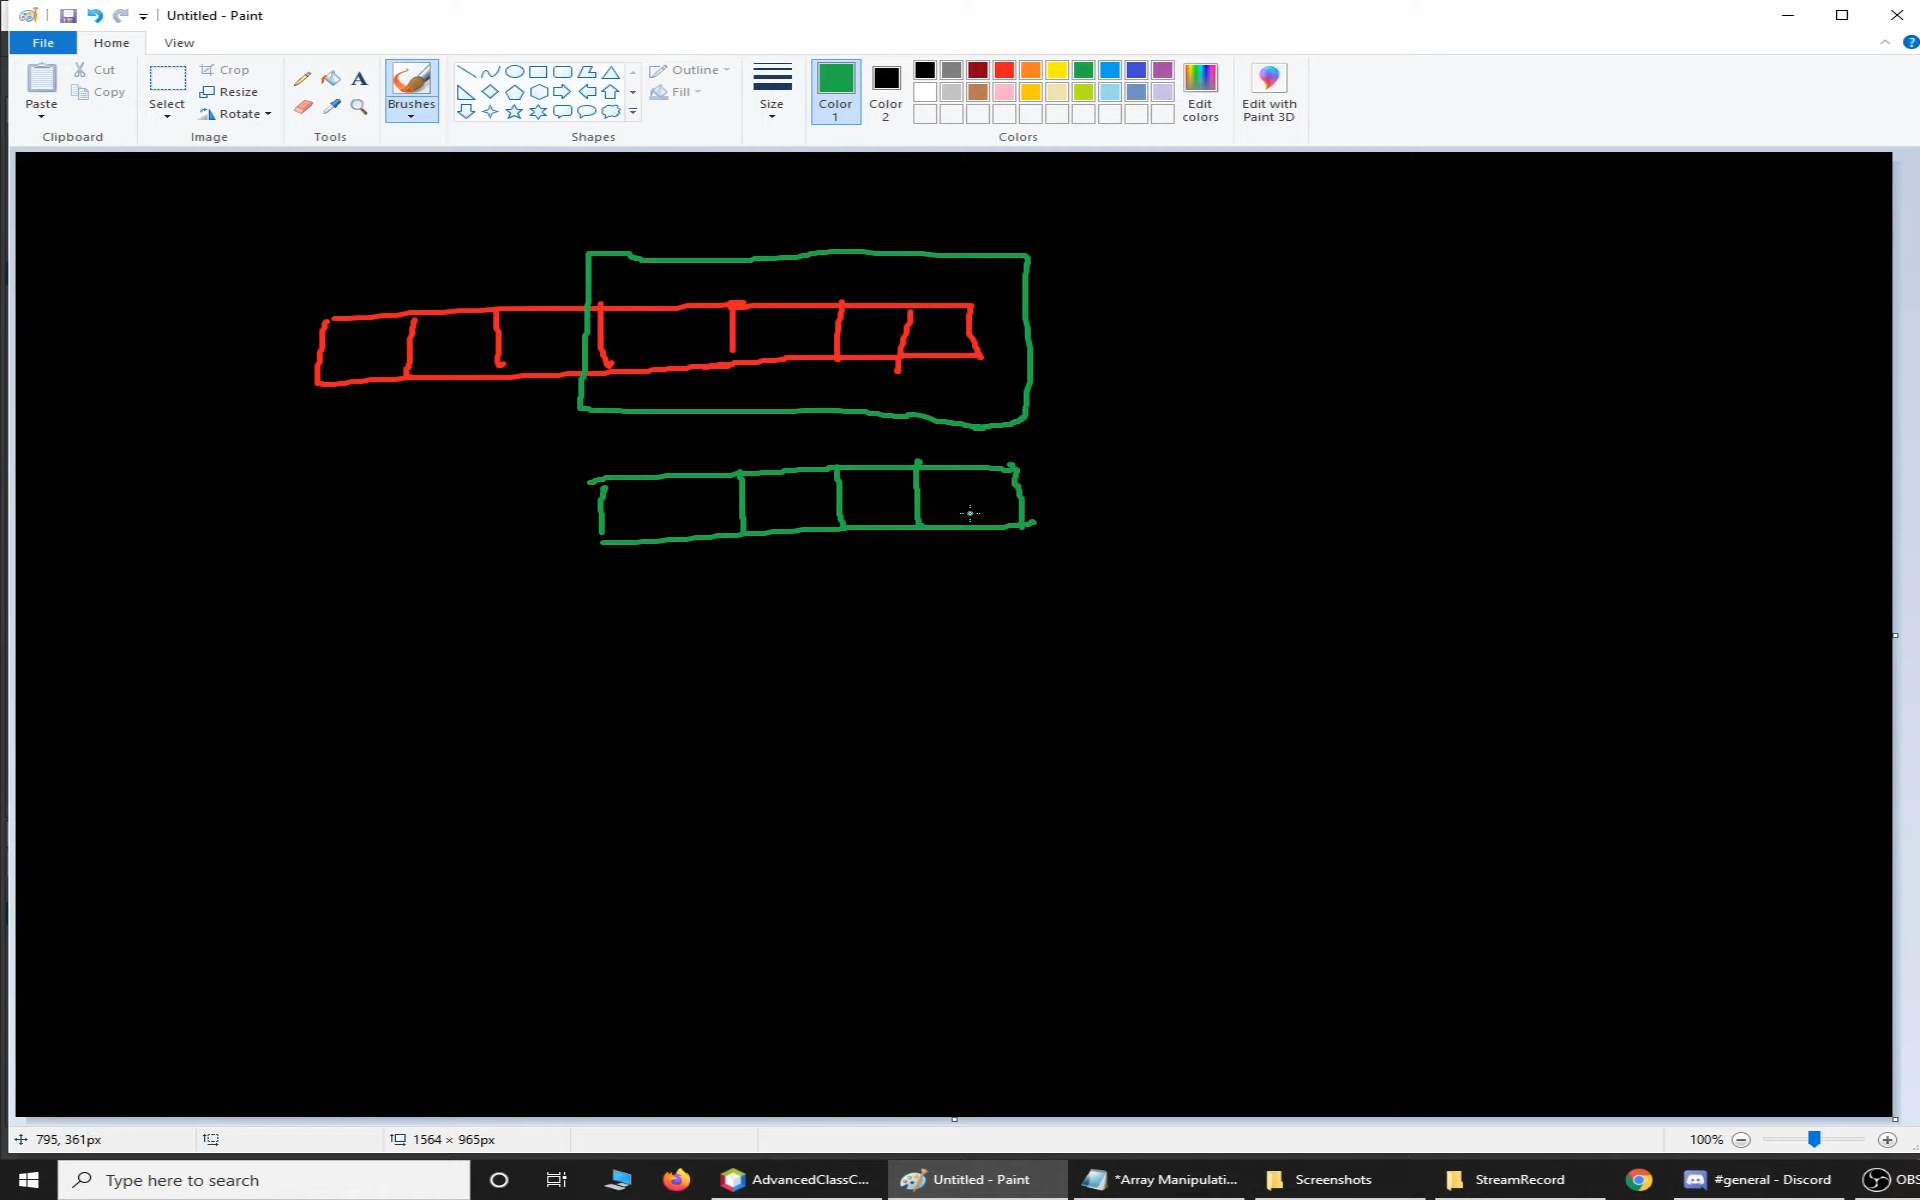 Untitled - Paint
File Home View
Paste Cut Copy Select Crop Resize Rotate A Brushes Outline Fill Size Color 1 Color 2 Edit colors Edit with Paint 3D
Clipboard Image Tools Shapes Colors
795, 361px 1564 × 965px 100%
Type here to search AdvancedClassC... Untitled - Paint *Array Manipulati... Screenshots StreamRecord #general - Discord OBS